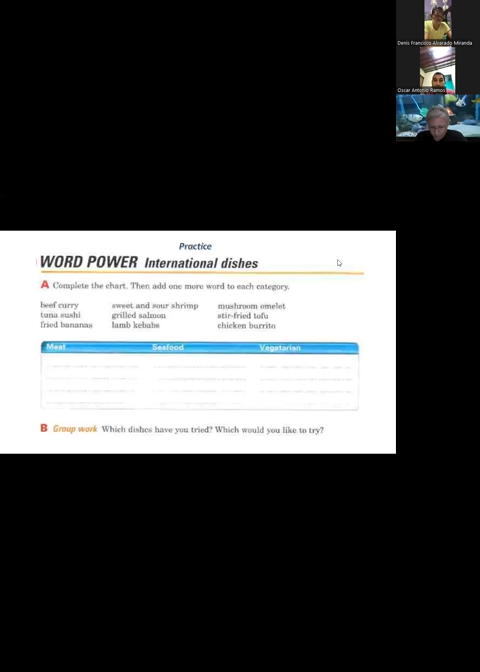 Denis Francisco Alvarado Miranda
Oscar Antonio Ramos
Practice
WORD POWER International dishes
A Complete the chart. Then add one more word to each category.
beef curry sweet and sour shrimp mushroom omelet
tuna sushi grilled salmon stir-fried tofu
fried bananas lamb kebabs chicken burrito
Meat Seafood Vegetarian
B Group work Which dishes have you tried? Which would you like to try?